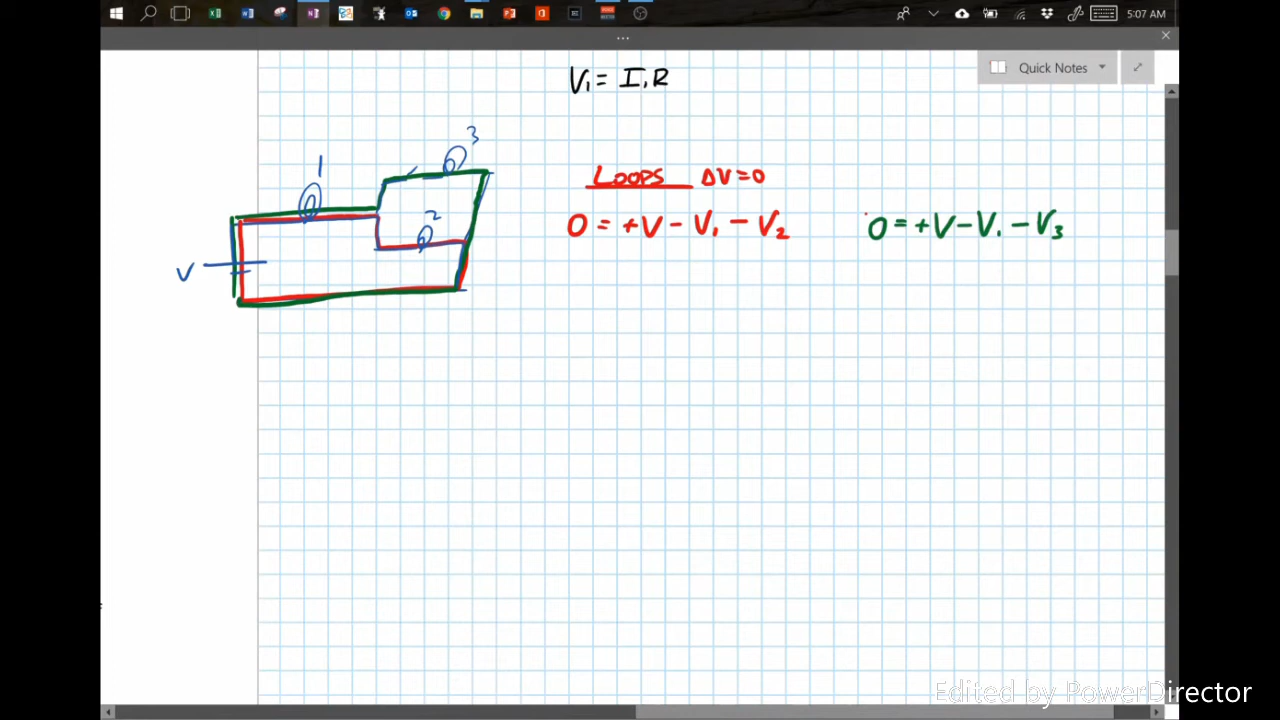 5:07 AM
Quick Notes
V₁ = I₁R
1
3
2
V
LOOPS ΔV=0
0 = +V - V₁ - V₂
0 = +V - V₁ - V₃
Edited by PowerDirector